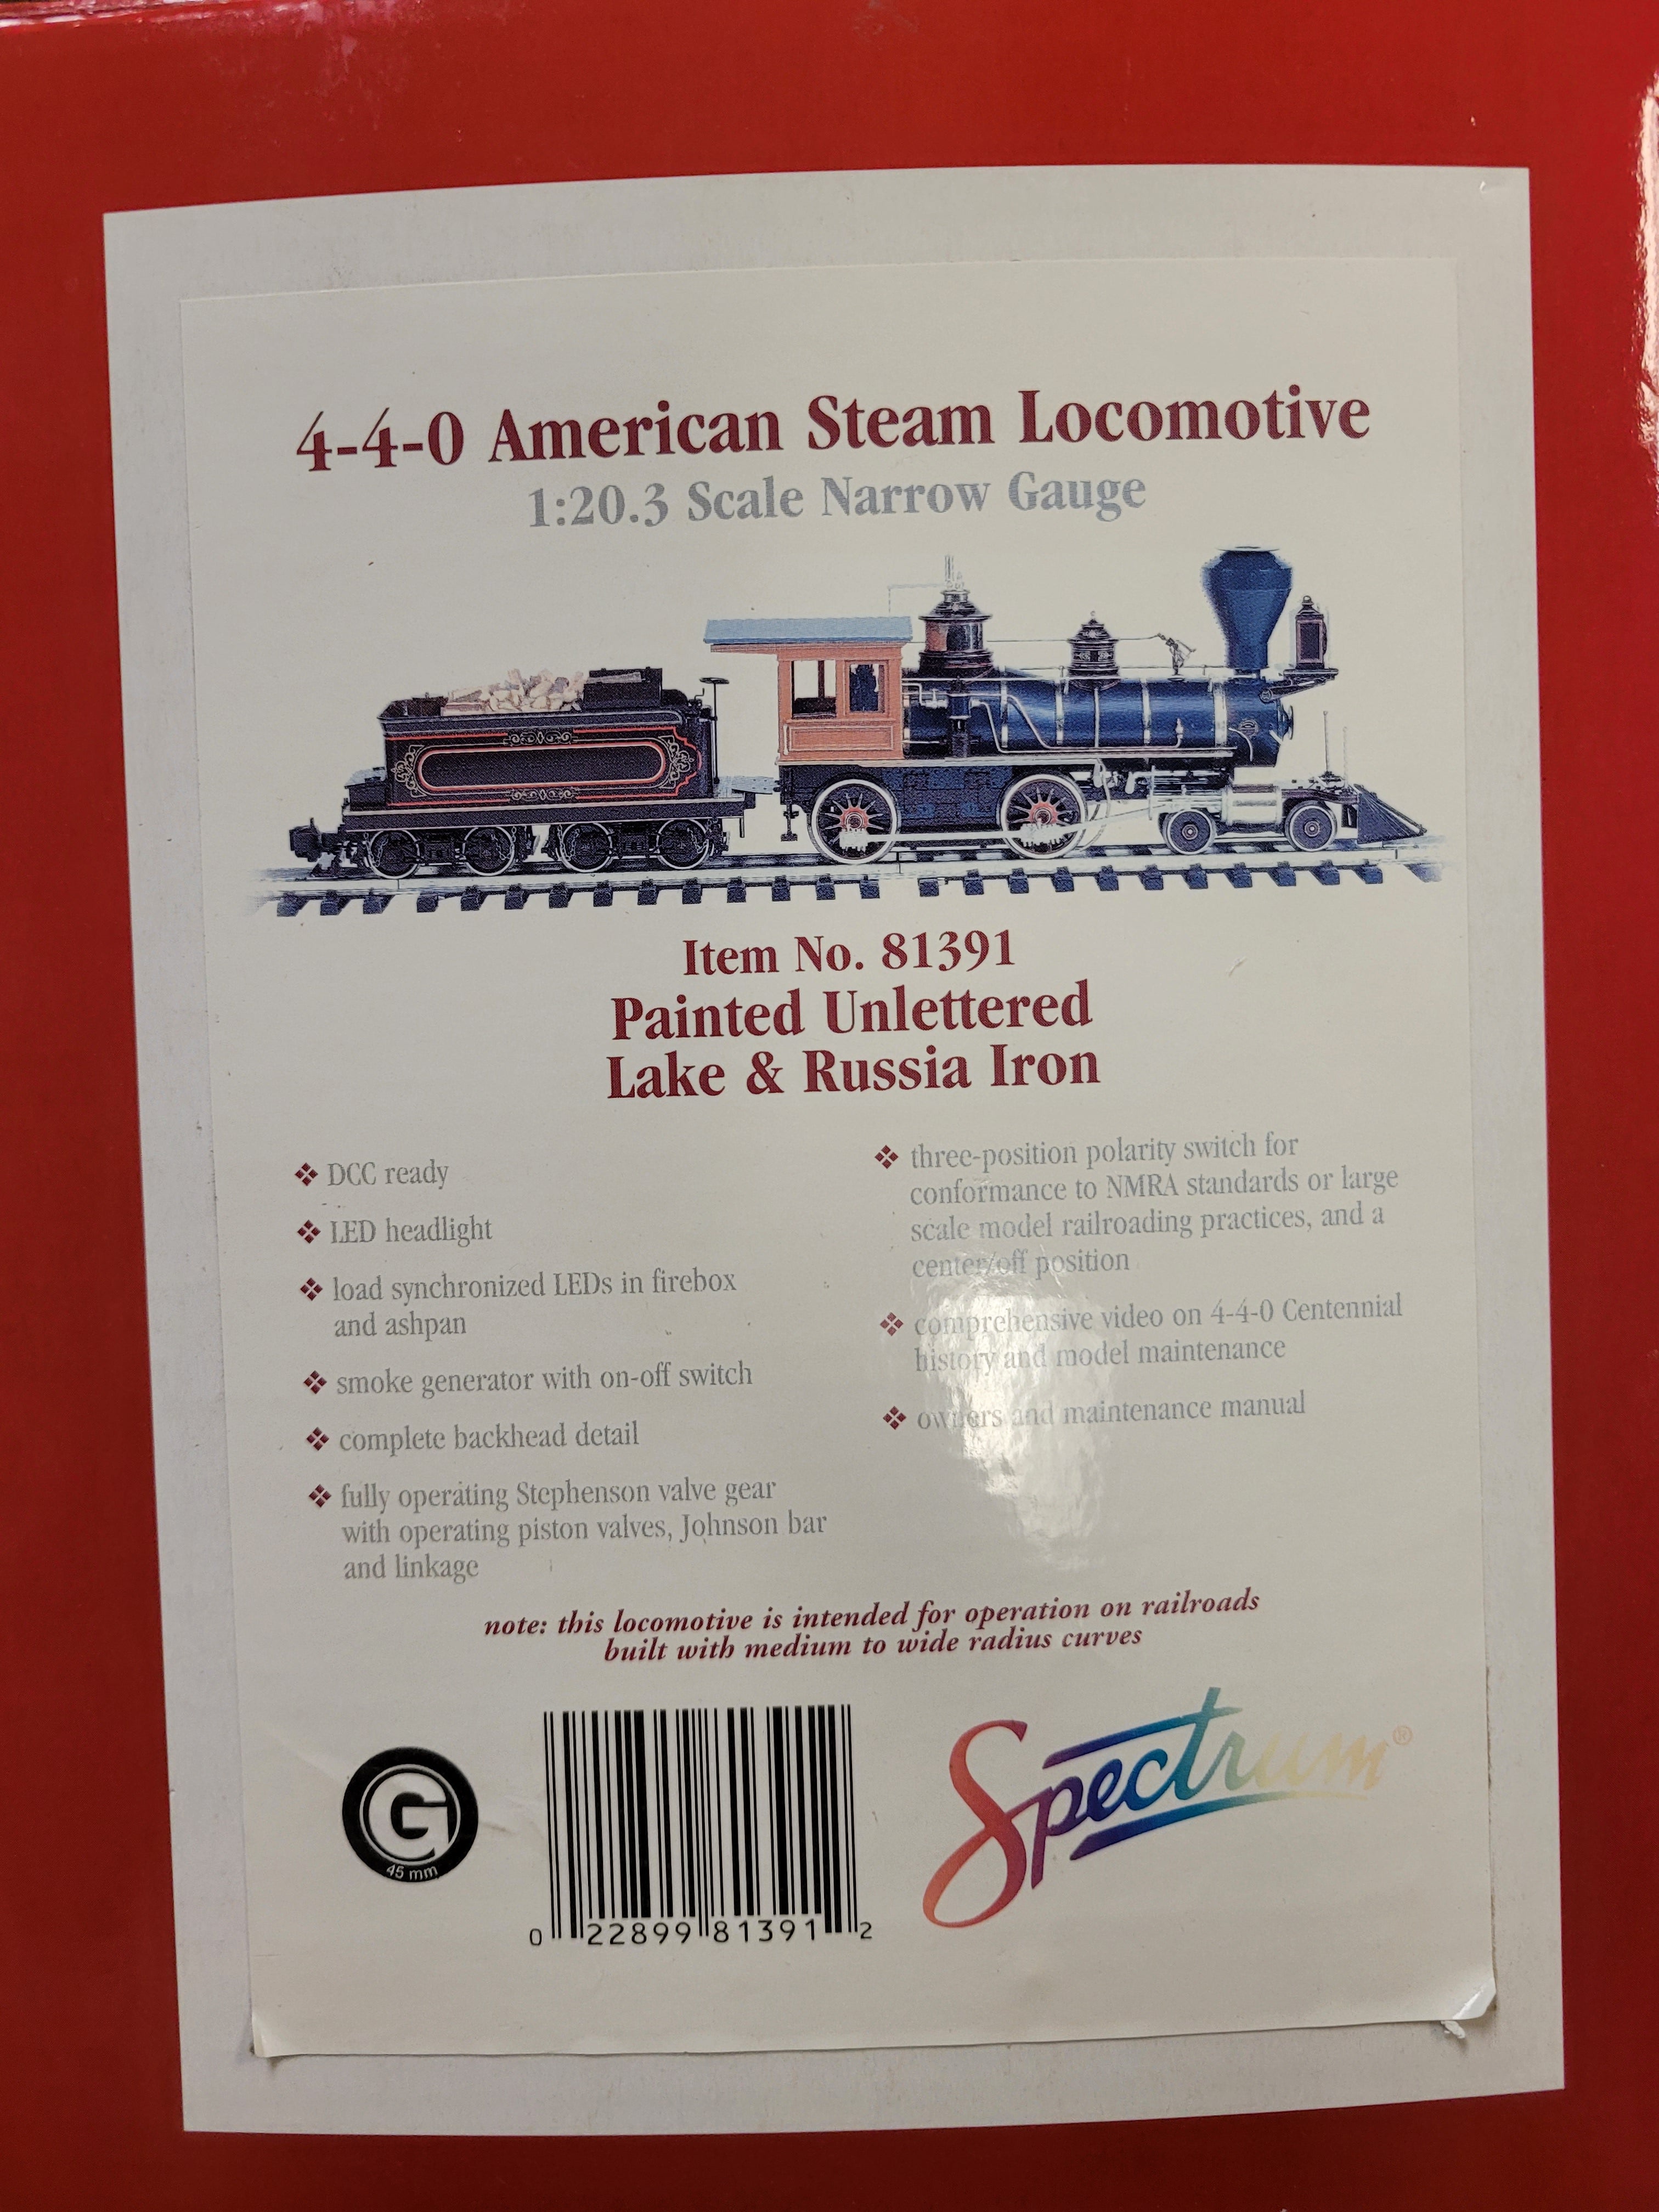 4-4-0 American Steam Locomotive
1:20.3 Scale Narrow Gauge
Item No. 81391
Painted Unlettered
Lake & Russia Iron
❖ DCC ready
❖ LED headlight
❖ load synchronized LEDs in firebox
and ashpan
❖ smoke generator with on-off switch
❖ complete backhead detail
❖ fully operating Stephenson valve gear
with operating piston valves, Johnson bar
and linkage
❖ three-position polarity switch for
conformance to NMRA standards or large
scale model railroading practices, and a
center/off position
❖ comprehensive video on 4-4-0 Centennial
history and model maintenance
❖ owners and maintenance manual
note: this locomotive is intended for operation on railroads
built with medium to wide radius curves
G
45 mm
0 22899 81391 2
Spectrum®